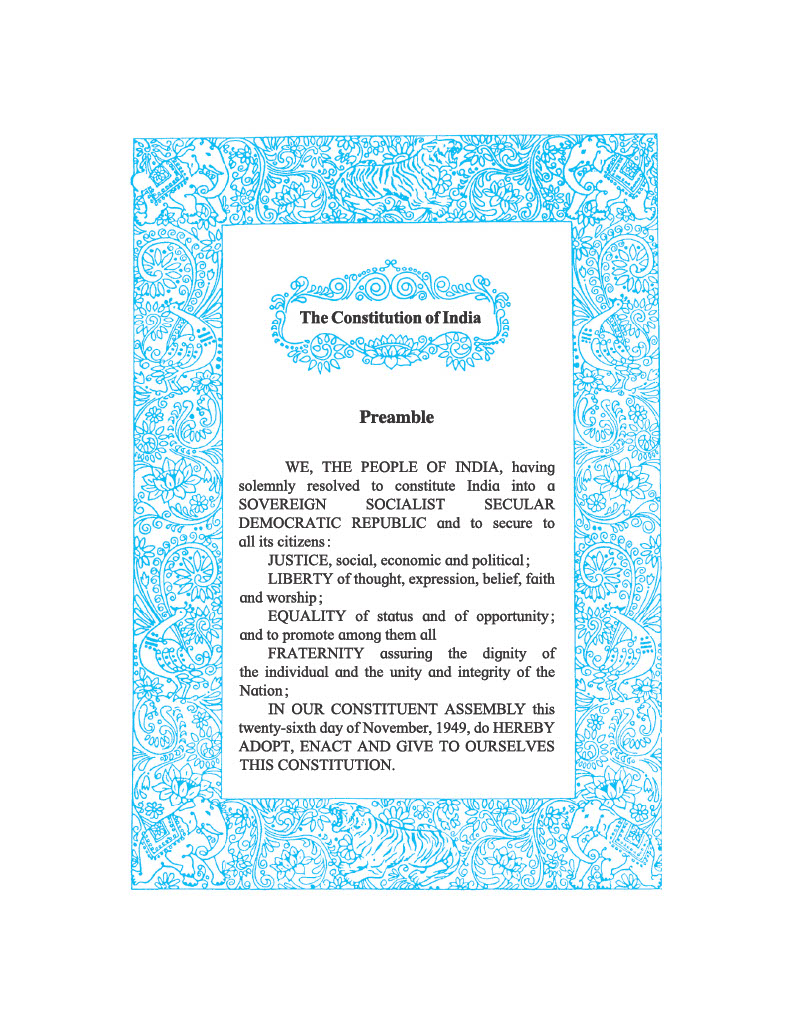 The Constitution of India
Preamble
WE, THE PEOPLE OF INDIA, having
solemnly resolved to constitute India into a
SOVEREIGN SOCIALIST SECULAR
DEMOCRATIC REPUBLIC and to secure to
all its citizens :
JUSTICE, social, economic and political ;
LIBERTY of thought, expression, belief, faith
and worship ;
EQUALITY of status and of opportunity ;
and to promote among them all
FRATERNITY assuring the dignity of
the individual and the unity and integrity of the
Nation ;
IN OUR CONSTITUENT ASSEMBLY this
twenty-sixth day of November, 1949, do HEREBY
ADOPT, ENACT AND GIVE TO OURSELVES
THIS CONSTITUTION.